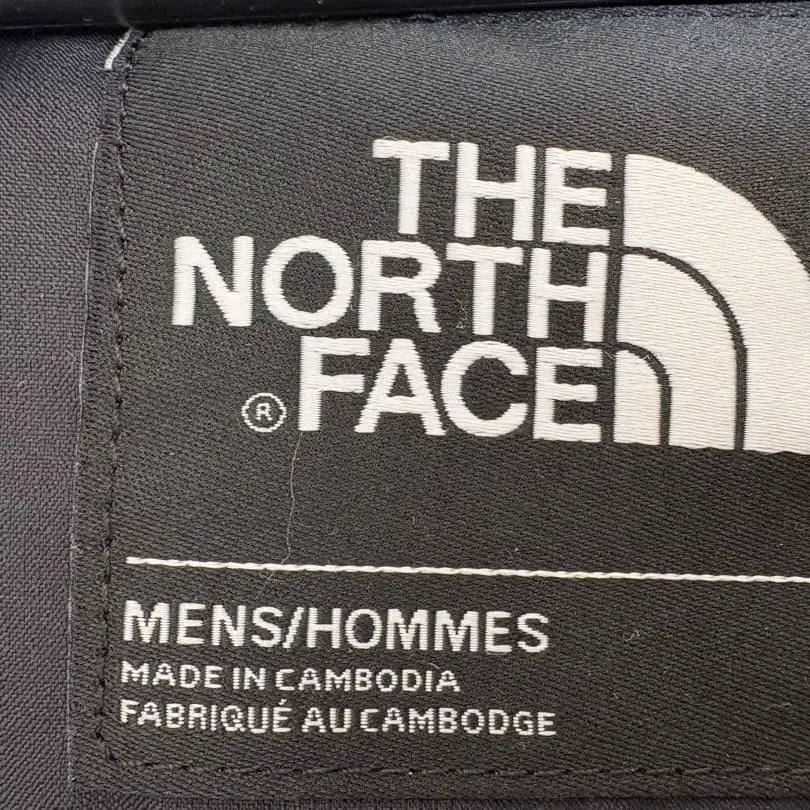 THE
NORTH
® FACE
MENS/HOMMES
MADE IN CAMBODIA
FABRIQUÉ AU CAMBODGE